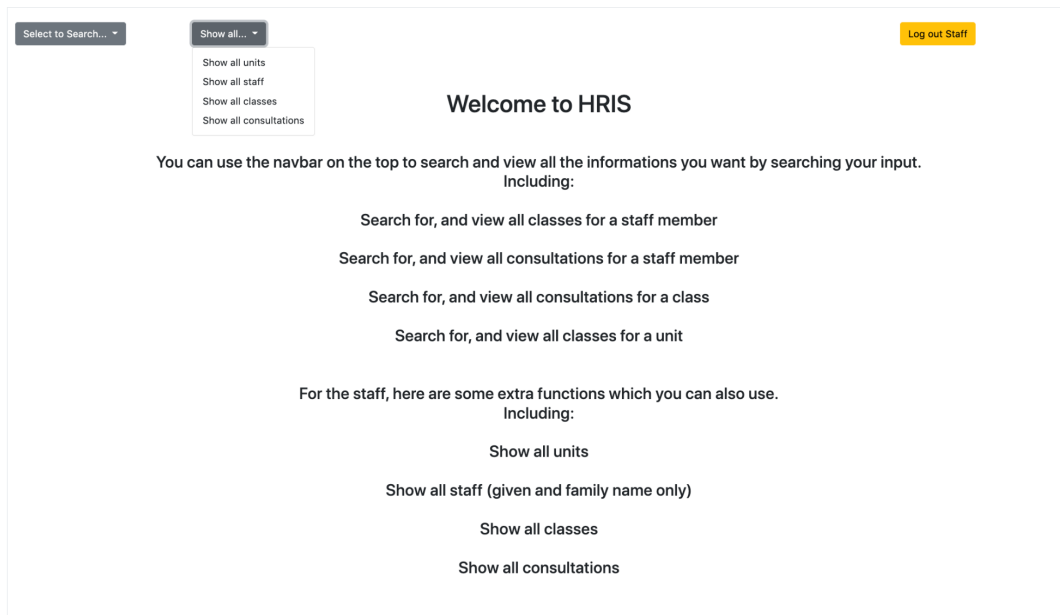 Select to Search...
Show all...
Log out Staff
Show all units
Show all staff
Show all classes
Show all consultations
Welcome to HRIS
You can use the navbar on the top to search and view all the informations you want by searching your input.
Including:
Search for, and view all classes for a staff member
Search for, and view all consultations for a staff member
Search for, and view all consultations for a class
Search for, and view all classes for a unit
For the staff, here are some extra functions which you can also use.
Including:
Show all units
Show all staff (given and family name only)
Show all classes
Show all consultations